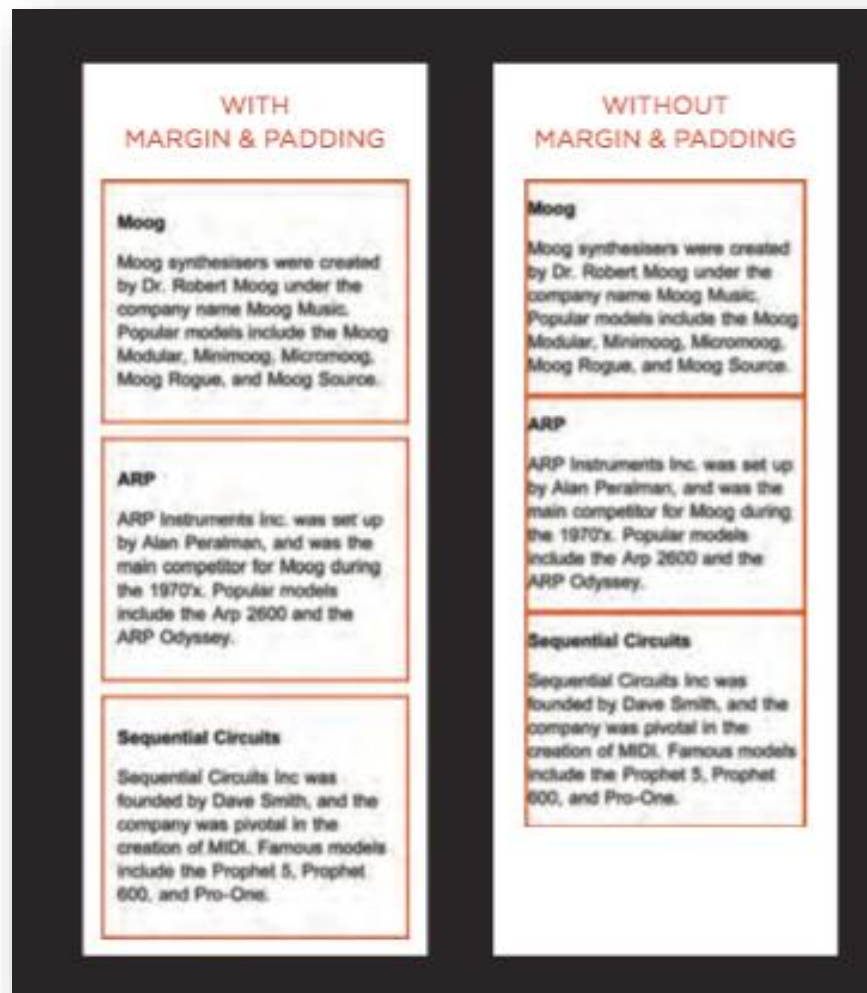 WITH
MARGIN & PADDING
Moog
Moog synthesisers were created
by Dr. Robert Moog under the
company name Moog Music.
Popular models include the Moog
Modular, Minimoog, Micromoog,
Moog Rogue, and Moog Source.
ARP
ARP Instruments Inc. was set up
by Alan Peralman, and was the
main competitor for Moog during
the 1970'x. Popular models
include the Arp 2600 and the
ARP Odyssey.
Sequential Circuits
Sequential Circuits Inc was
founded by Dave Smith, and the
company was pivotal in the
creation of MIDI. Famous models
include the Prophet 5, Prophet
600, and Pro-One.
WITHOUT
MARGIN & PADDING
Moog
Moog synthesisers were created
by Dr. Robert Moog under the
company name Moog Music.
Popular models include the Moog
Modular, Minimoog, Micromoog,
Moog Rogue, and Moog Source.
ARP
ARP Instruments Inc. was set up
by Alan Peralman, and was the
main competitor for Moog during
the 1970'x. Popular models
include the Arp 2600 and the
ARP Odyssey.
Sequential Circuits
Sequential Circuits Inc was
founded by Dave Smith, and the
company was pivotal in the
creation of MIDI. Famous models
include the Prophet 5, Prophet
600, and Pro-One.